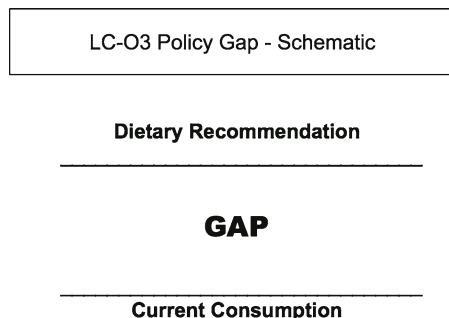 LC-O3 Policy Gap - Schematic
Dietary Recommendation
GAP
Current Consumption